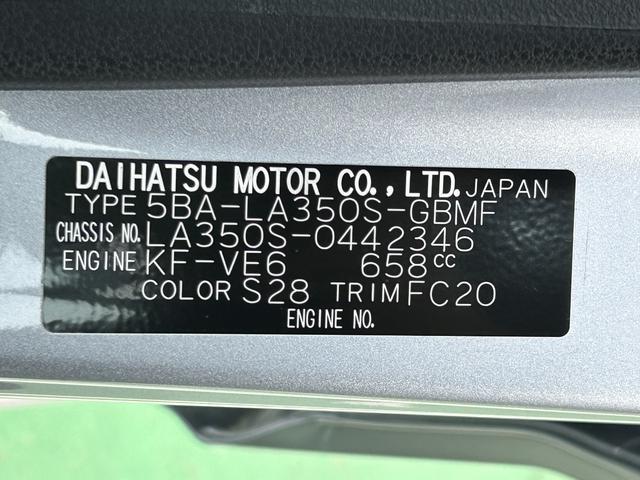 DAIHATSU MOTOR CO.,LTD. JAPAN
TYPE 5BA-LA350S-GBMF
CHASSIS NO. LA350S-0442346
ENGINE KF-VE6 658cc
COLOR S28 TRIM FC20
ENGINE NO.